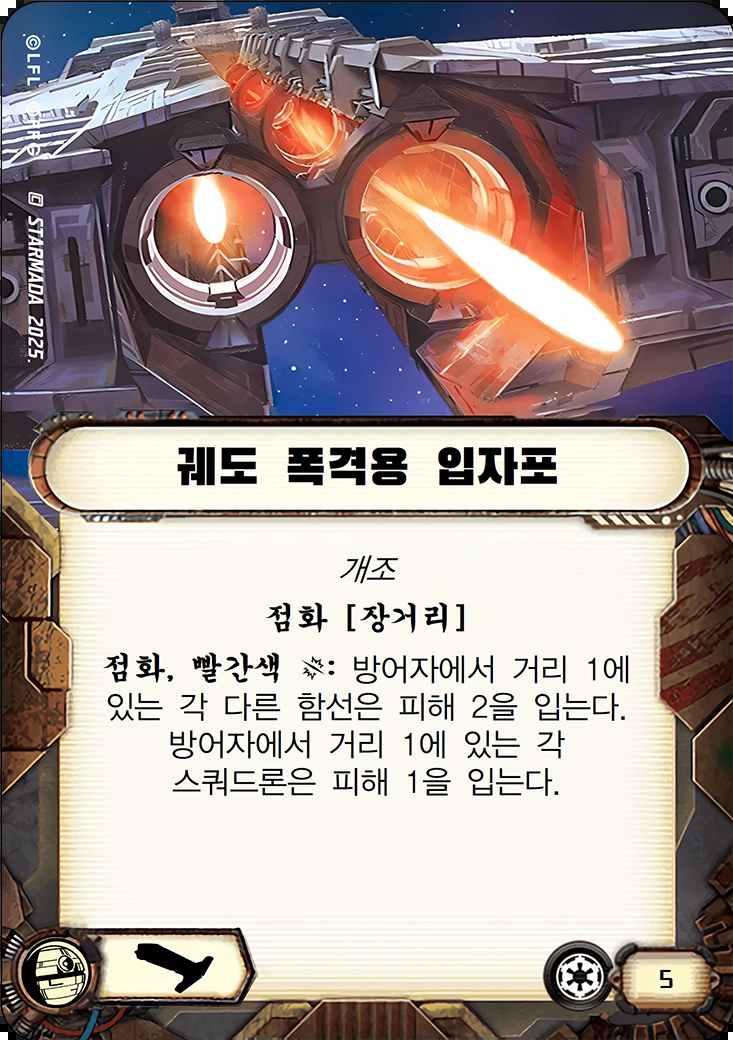 ©LFL ©FFG © STARMADA 2025.
궤도 폭격용 입자포
개조
점화 [장거리]
점화, 빨간색 : 방어자에서 거리 1에
있는 각 다른 함선은 피해 2을 입는다.
방어자에서 거리 1에 있는 각
스쿼드론은 피해 1을 입는다.
5